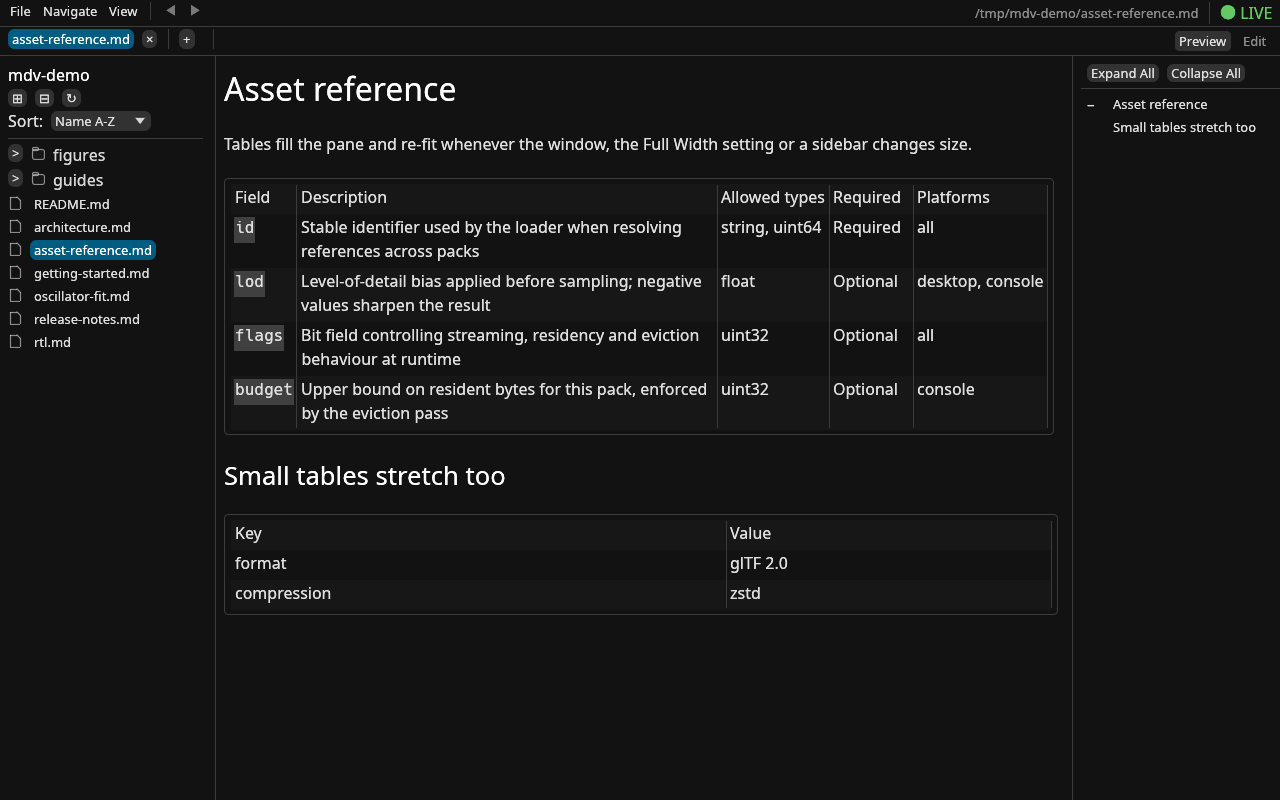 File Navigate View ◀ ▶ /tmp/mdv-demo/asset-reference.md LIVE
asset-reference.md × + Preview Edit
mdv-demo
Sort: Name A-Z
> figures
> guides
README.md
architecture.md
asset-reference.md
getting-started.md
oscillator-fit.md
release-notes.md
rtl.md
Asset reference
Tables fill the pane and re-fit whenever the window, the Full Width setting or a sidebar changes size.
Field Description Allowed types Required Platforms
id Stable identifier used by the loader when resolving string, uint64 Required all
references across packs
lod Level-of-detail bias applied before sampling; negative float Optional desktop, console
values sharpen the result
flags Bit field controlling streaming, residency and eviction uint32 Optional all
behaviour at runtime
budget Upper bound on resident bytes for this pack, enforced uint32 Optional console
by the eviction pass
Small tables stretch too
Key Value
format glTF 2.0
compression zstd
Expand All Collapse All
– Asset reference
Small tables stretch too